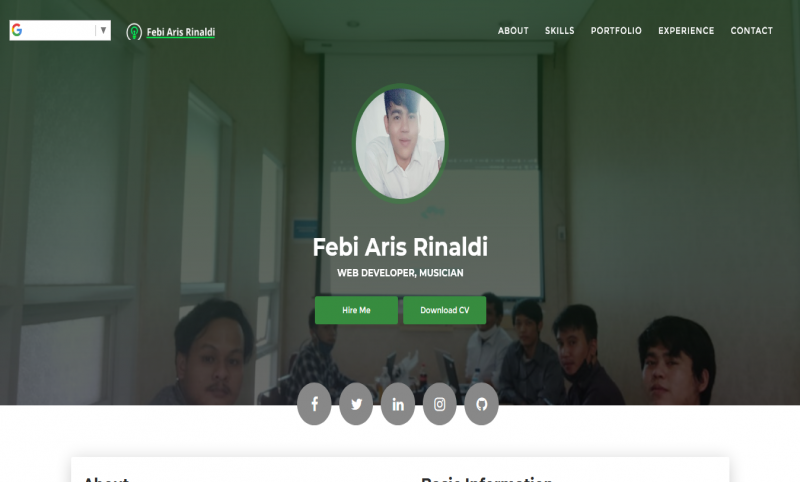 Febi Aris Rinaldi
ABOUT SKILLS PORTFOLIO EXPERIENCE CONTACT
Febi Aris Rinaldi
WEB DEVELOPER, MUSICIAN
Hire Me Download CV
About Basic Information